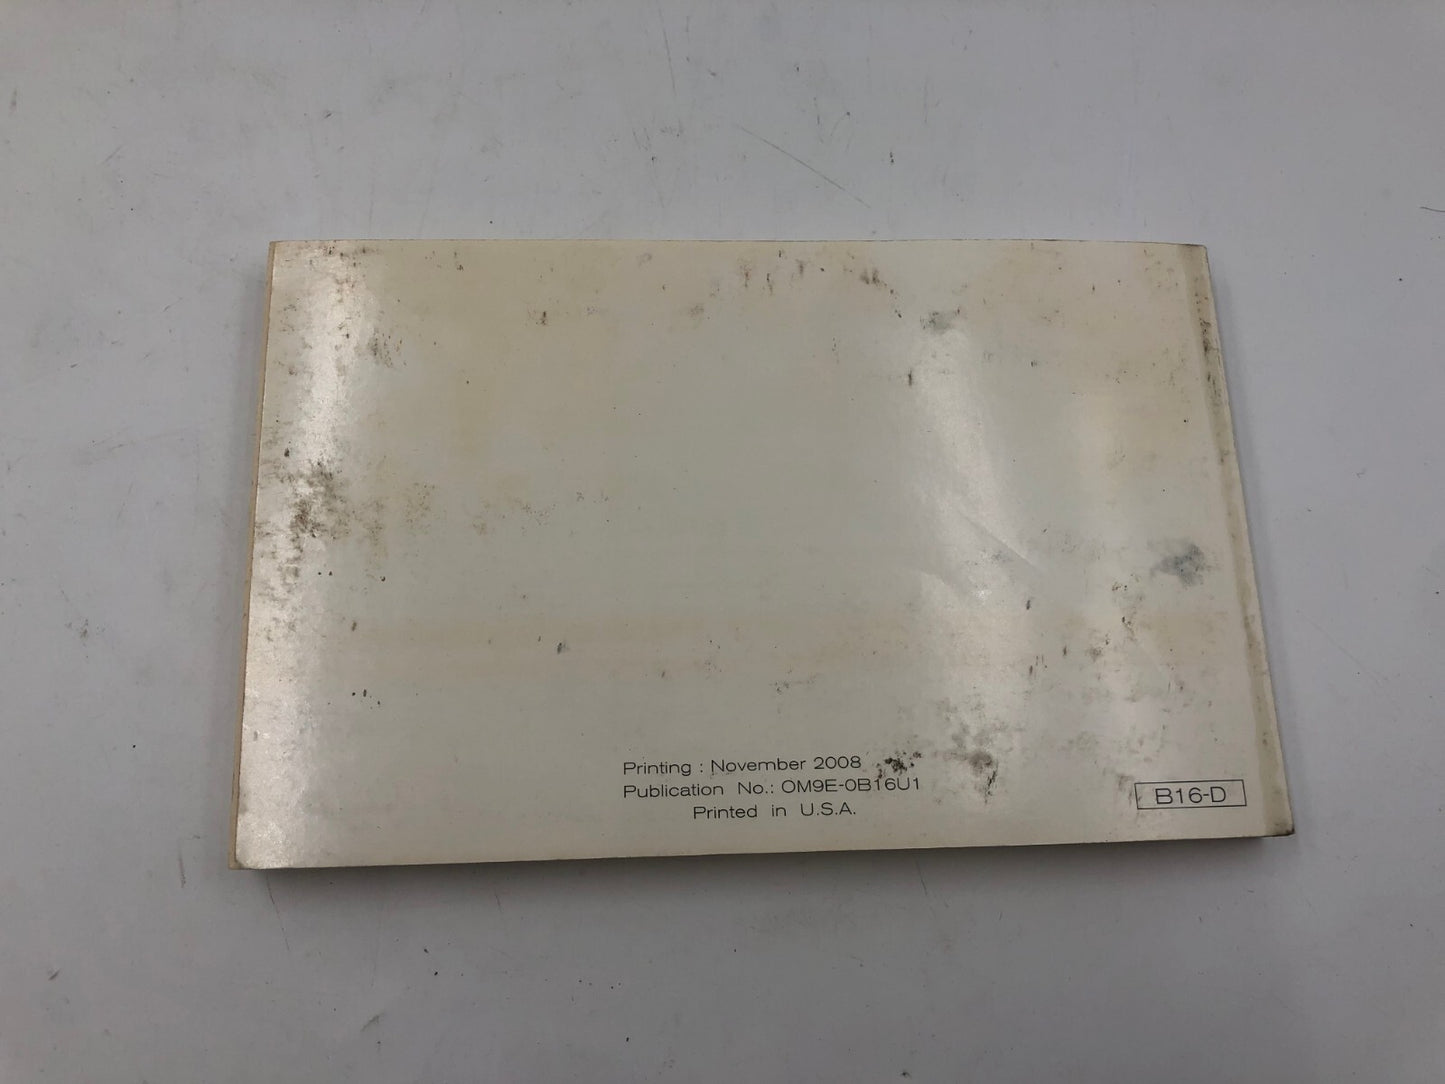 Printing : November 2008
Publication No.: OM9E-0B16U1
Printed in U.S.A.
B16-D